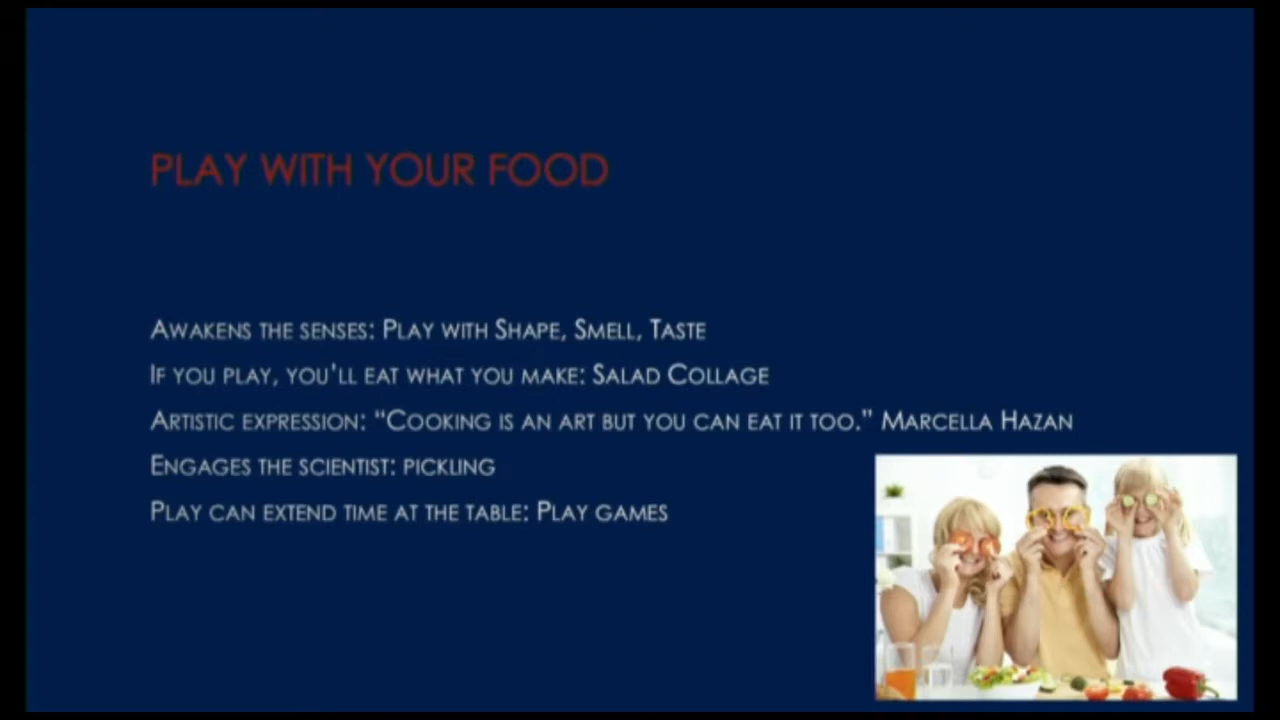 PLAY WITH YOUR FOOD
AWAKENS THE SENSES: PLAY WITH SHAPE, SMELL, TASTE
IF YOU PLAY, YOU'LL EAT WHAT YOU MAKE: SALAD COLLAGE
ARTISTIC EXPRESSION: “COOKING IS AN ART BUT YOU CAN EAT IT TOO.” MARCELLA HAZAN
ENGAGES THE SCIENTIST: PICKLING
PLAY CAN EXTEND TIME AT THE TABLE: PLAY GAMES